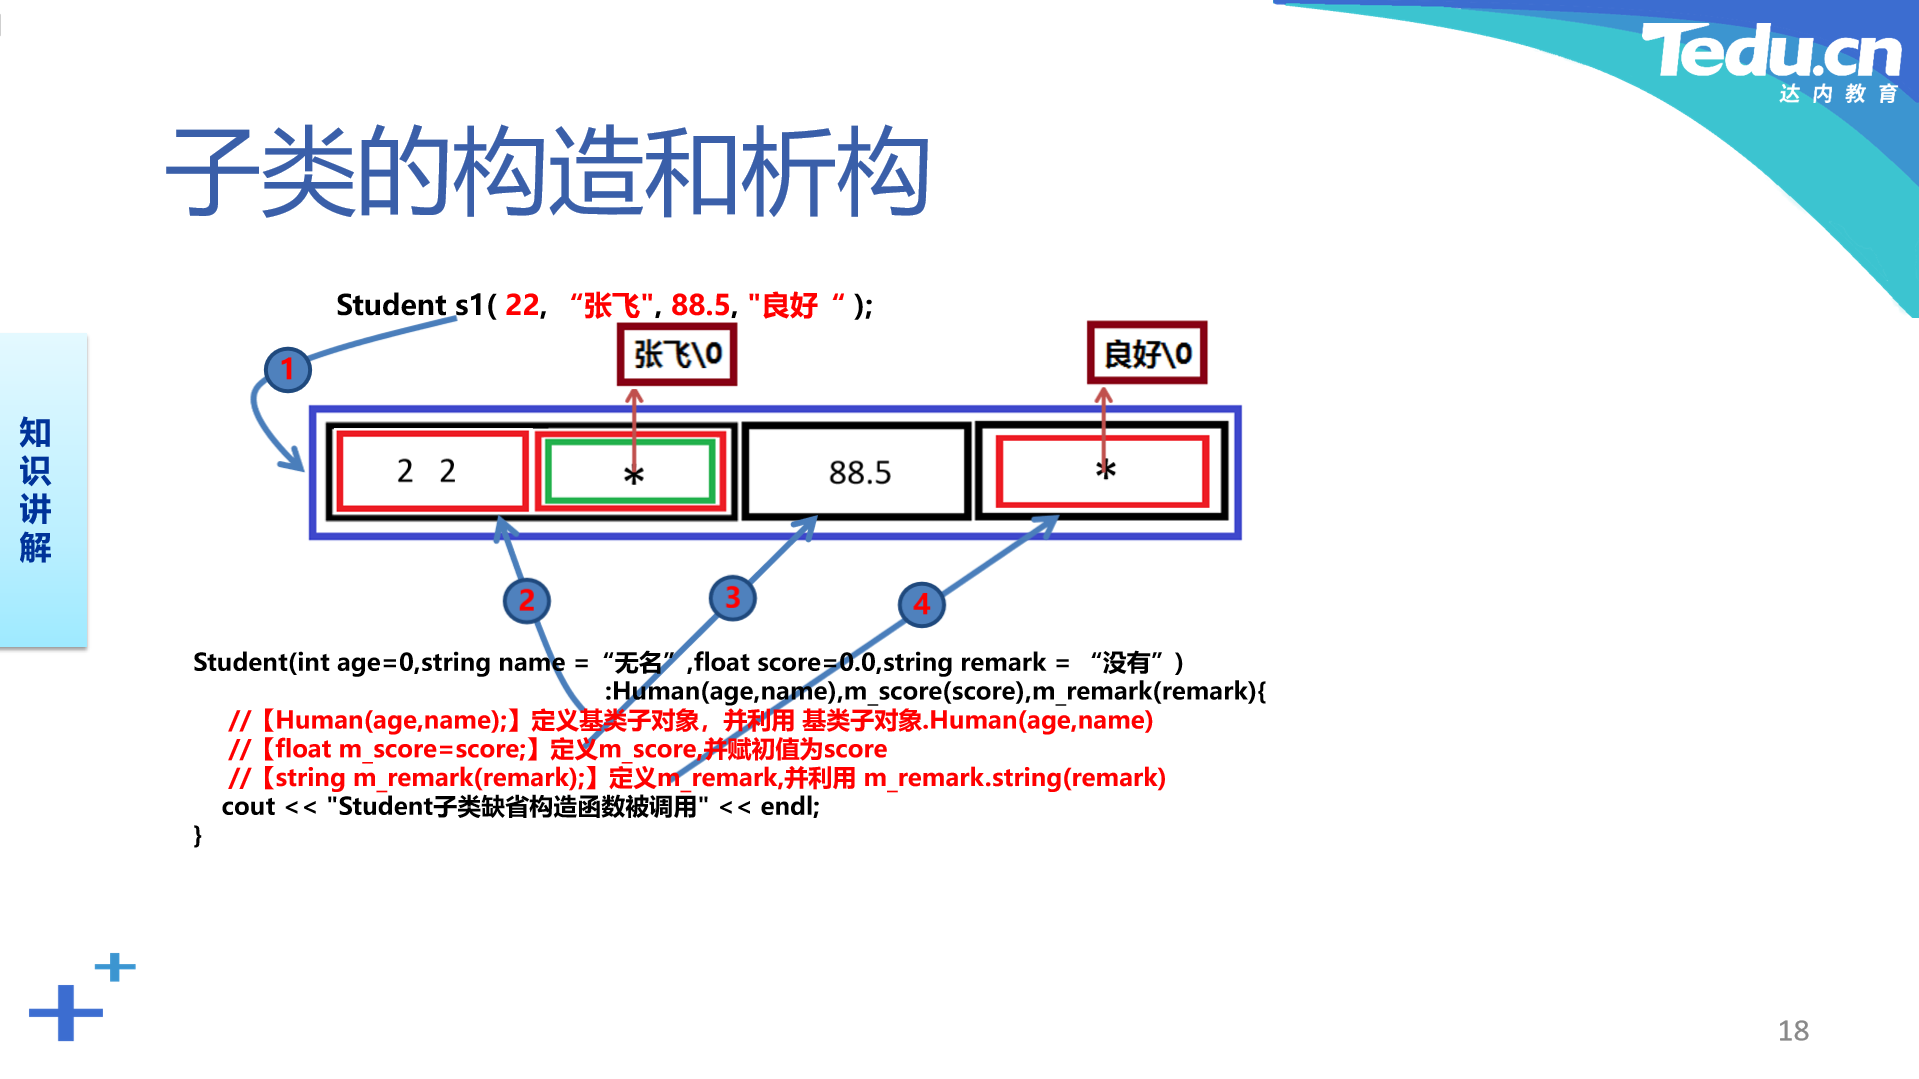 Tedu.cn
达内教育
子类的构造和析构
Student s1( 22, “张飞", 88.5, "良好 “ );
1
张飞\0
良好\0
知识讲解
2 2
*
88.5
*
2
3
4
Student(int age=0,string name =“无名”,float score=0.0,string remark = “没有”)
:Human(age,name),m_score(score),m_remark(remark){
//【Human(age,name);】定义基类子对象，并利用 基类子对象.Human(age,name)
//【float m_score=score;】定义m_score,并赋初值为score
//【string m_remark(remark);】定义m_remark,并利用 m_remark.string(remark)
cout << "Student子类缺省构造函数被调用" << endl;
}
18